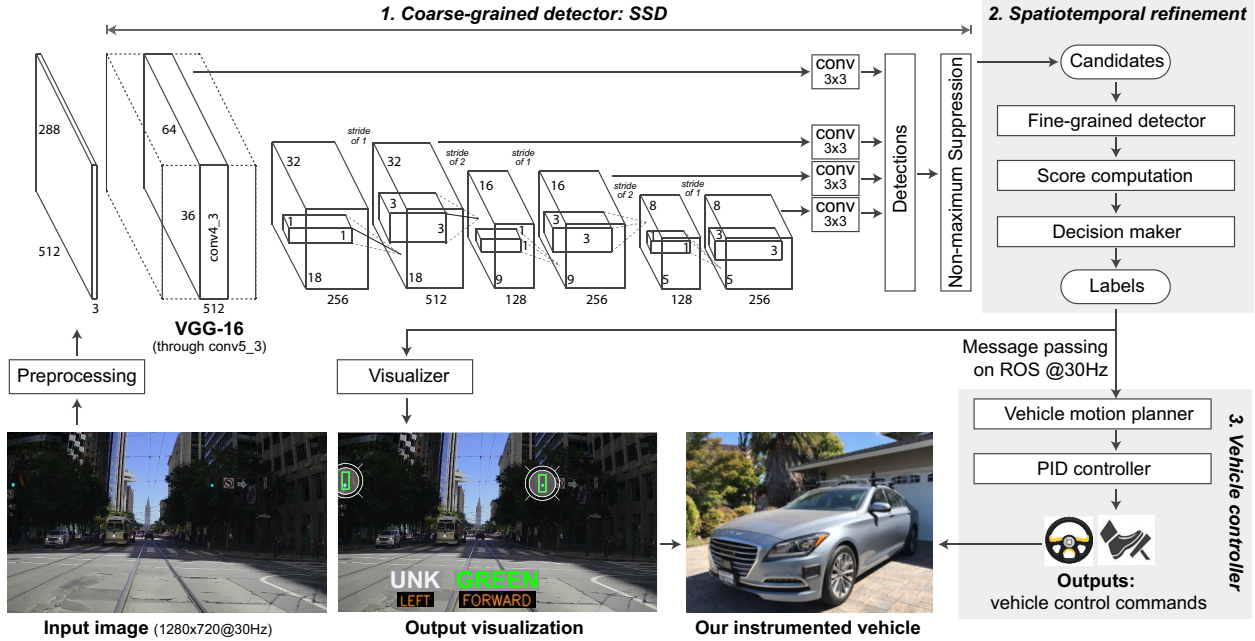 1. Coarse-grained detector: SSD
2. Spatiotemporal refinement
288
512
3
64
36
conv4_3
512
VGG-16
(through conv5_3)
32
1
1
18
256
stride
of 1
32
3
3
18
512
stride
of 2
16
1
1
9
128
stride
of 1
16
3
3
9
256
stride
of 2
8
1
5
128
stride
of 1
8
3
3
5
256
conv
3x3
conv
3x3
conv
3x3
conv
3x3
Detections
Non-maximum Suppression
Candidates
Fine-grained detector
Score computation
Decision maker
Labels
Message passing
on ROS @30Hz
Preprocessing
Visualizer
3. Vehicle controller
Vehicle motion planner
PID controller
Outputs:
vehicle control commands
UNK GREEN
LEFT FORWARD
Input image (1280x720@30Hz)
Output visualization
Our instrumented vehicle